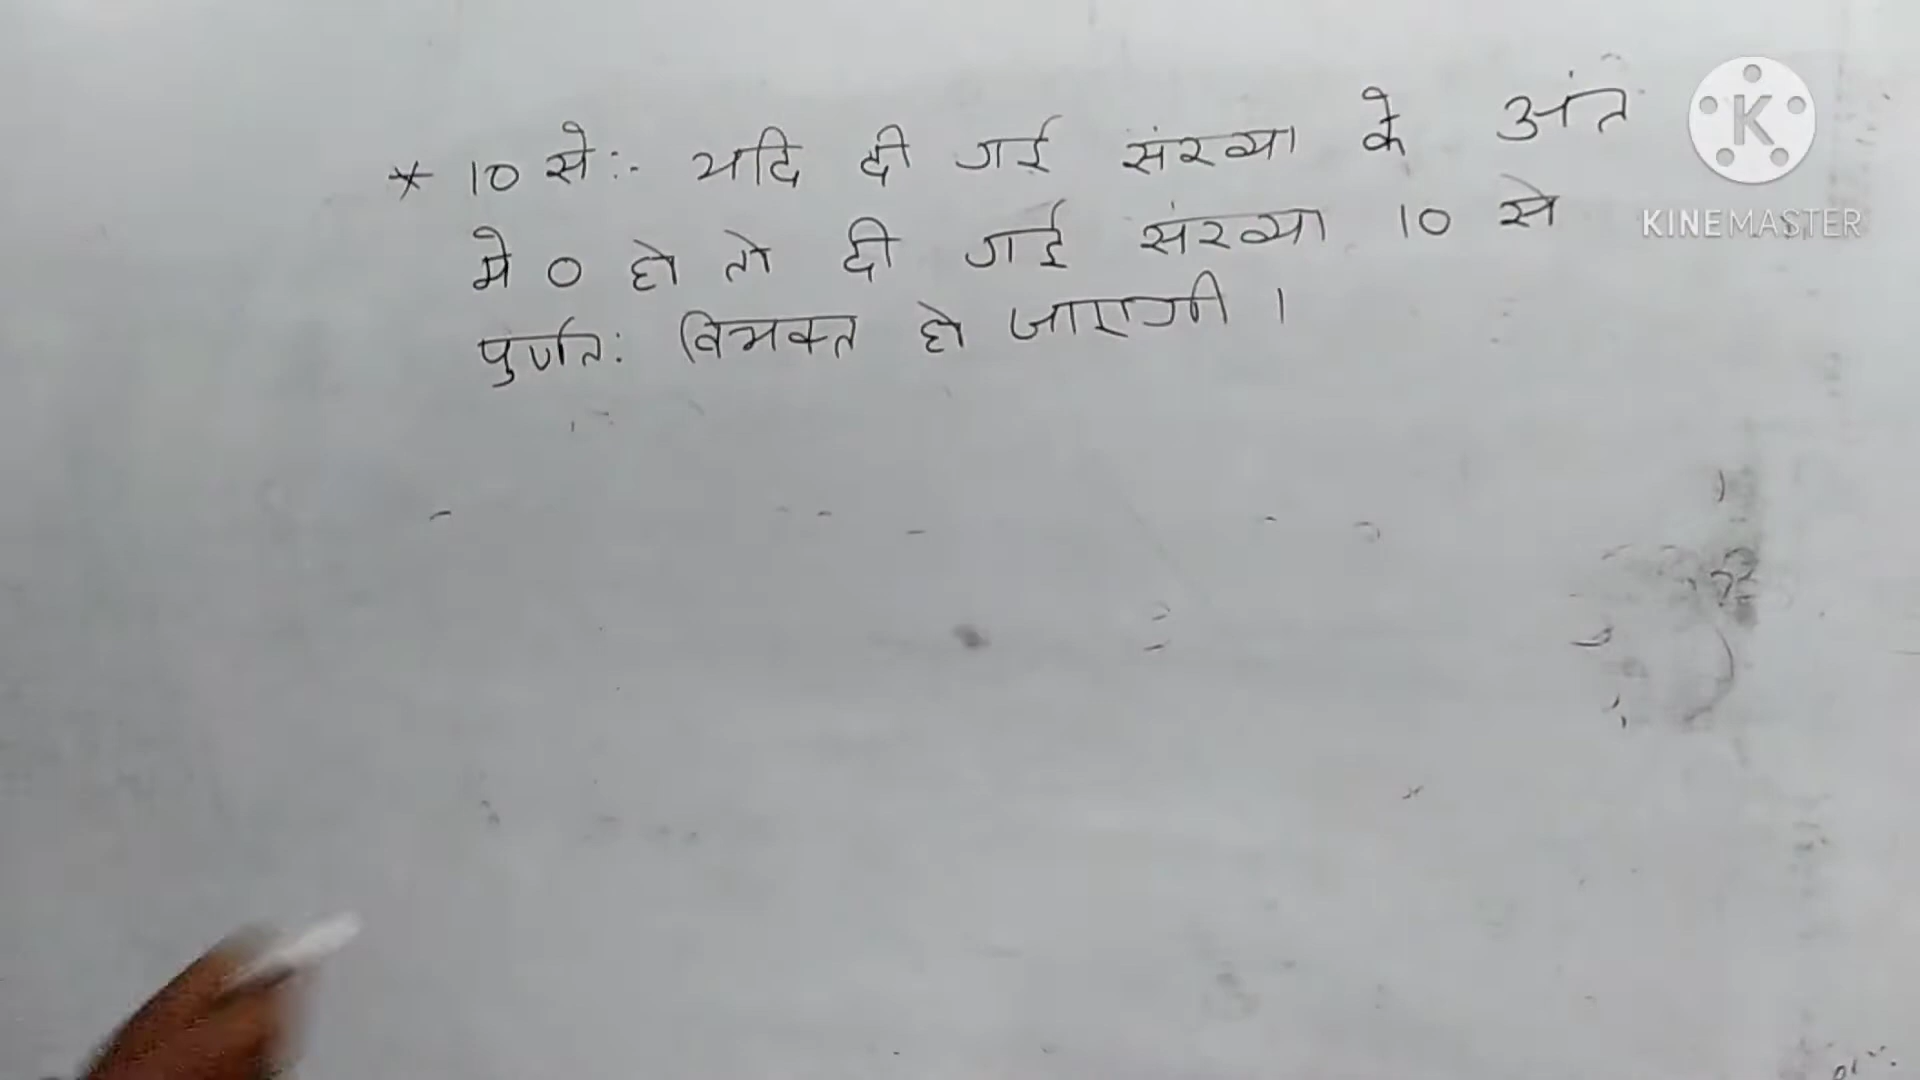 * 10 से:- यदि दी गई संख्या के अंत
मे 0 हो तो दी गई संख्या 10 से
पुर्णत: विभक्त हो जाएगी ।
K
KINEMASTER